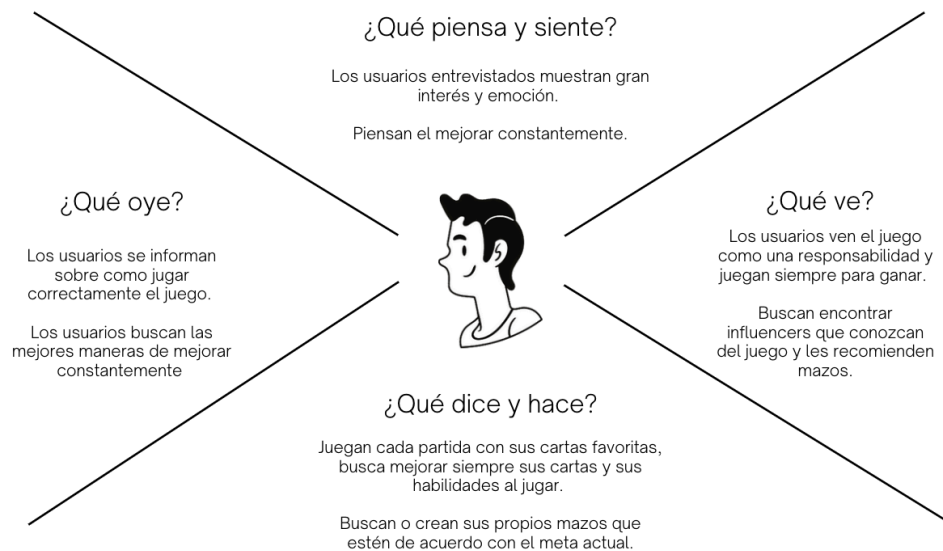 ¿Qué piensa y siente?
Los usuarios entrevistados muestran gran
interés y emoción.
Piensan el mejorar constantemente.
¿Qué oye?
Los usuarios se informan
sobre como jugar
correctamente el juego.
Los usuarios buscan las
mejores maneras de mejorar
constantemente
¿Qué ve?
Los usuarios ven el juego
como una responsabilidad y
juegan siempre para ganar.
Buscan encontrar
influencers que conozcan
del juego y les recomienden
mazos.
¿Qué dice y hace?
Juegan cada partida con sus cartas favoritas,
busca mejorar siempre sus cartas y sus
habilidades al jugar.
Buscan o crean sus propios mazos que
estén de acuerdo con el meta actual.